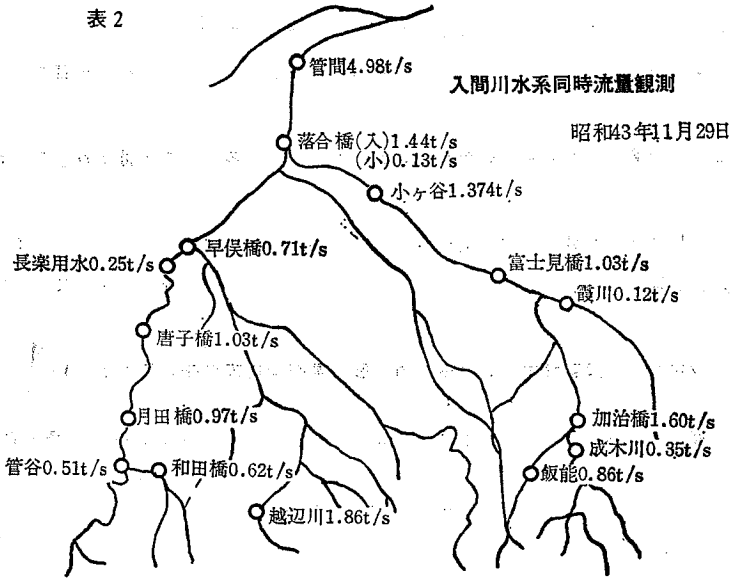 表2
管間4.98t/s
入間川水系同時流量観測
昭和43年11月29日
落合橋(入)1.44t/s
(小)0.13t/s
小ヶ谷1.374t/s
早俣橋0.71t/s
長楽用水0.25t/s
富士見橋1.03t/s
霞川0.12t/s
唐子橋1.03t/s
月田橋0.97t/s
加治橋1.60t/s
成木川0.35t/s
管谷0.51t/s
和田橋0.62t/s
飯能0.86t/s
越辺川1.86t/s